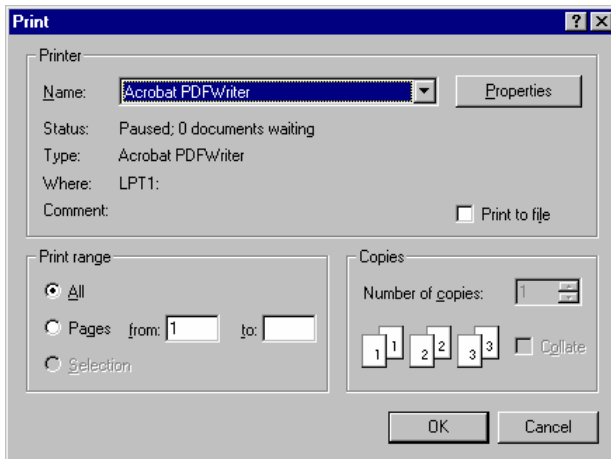 Print
Printer
Name: Acrobat PDFWriter Properties
Status: Paused; 0 documents waiting
Type: Acrobat PDFWriter
Where: LPT1:
Comment: Print to file
Print range
All
Pages from: 1 to:
Selection
Copies
Number of copies: 1
1 1 2 2 3 3 Collate
OK Cancel